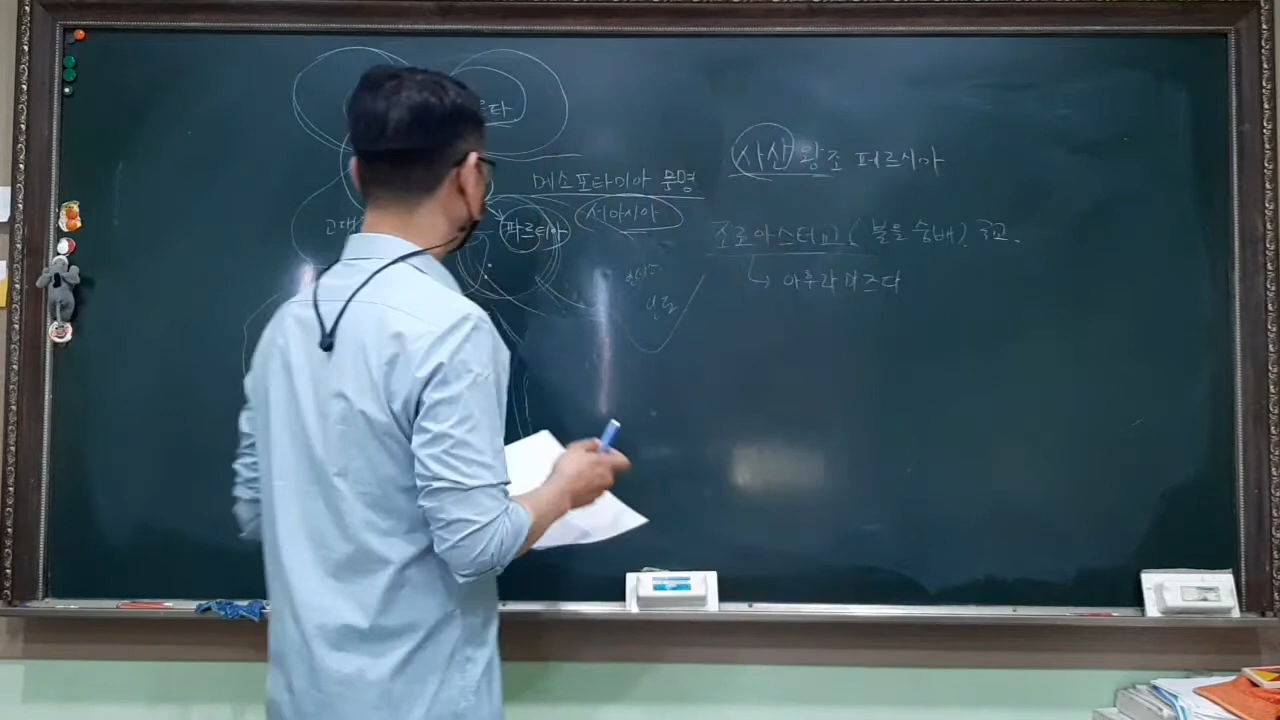 메소포타미아 문명
서아시아
파르티아
고대
사산 왕조 페르시아
조로아스터교 (불을 숭배) 국교.
↳ 아후라 마즈다